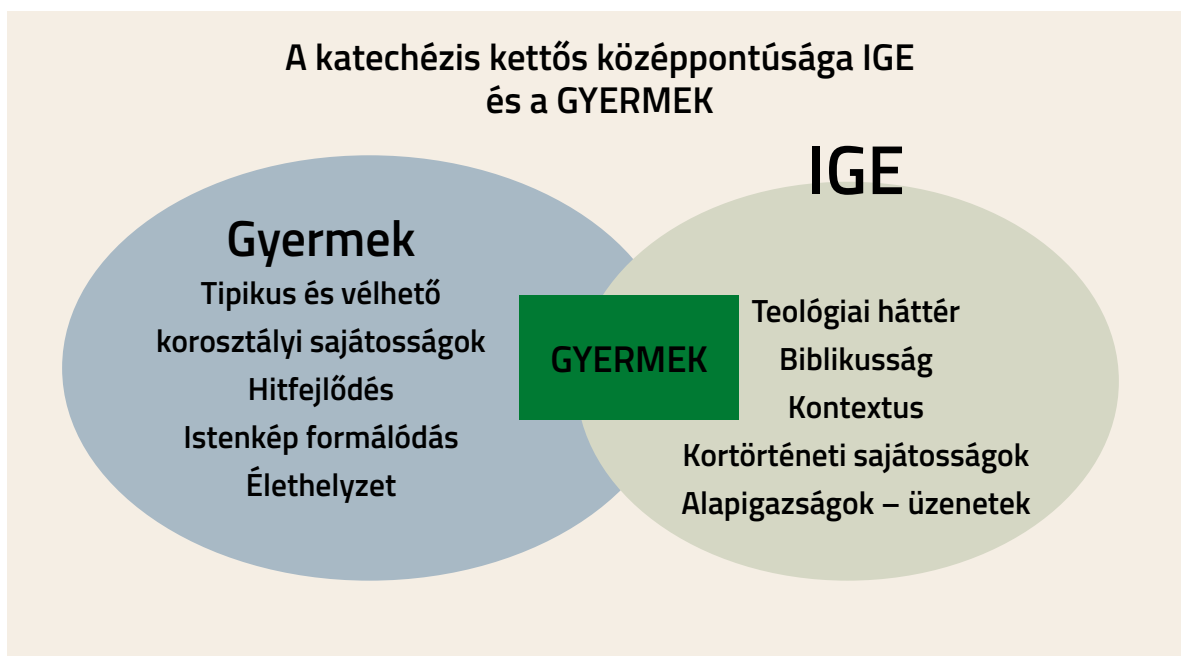 A katechézis kettős középpontúsága IGE
és a GYERMEK
Gyermek
Tipikus és vélhető
korosztályi sajátosságok
Hitfejlődés
Istenkép formálódás
Élethelyzet
GYERMEK
IGE
Teológiai háttér
Biblikusság
Kontextus
Kortörténeti sajátosságok
Alapigazságok – üzenetek